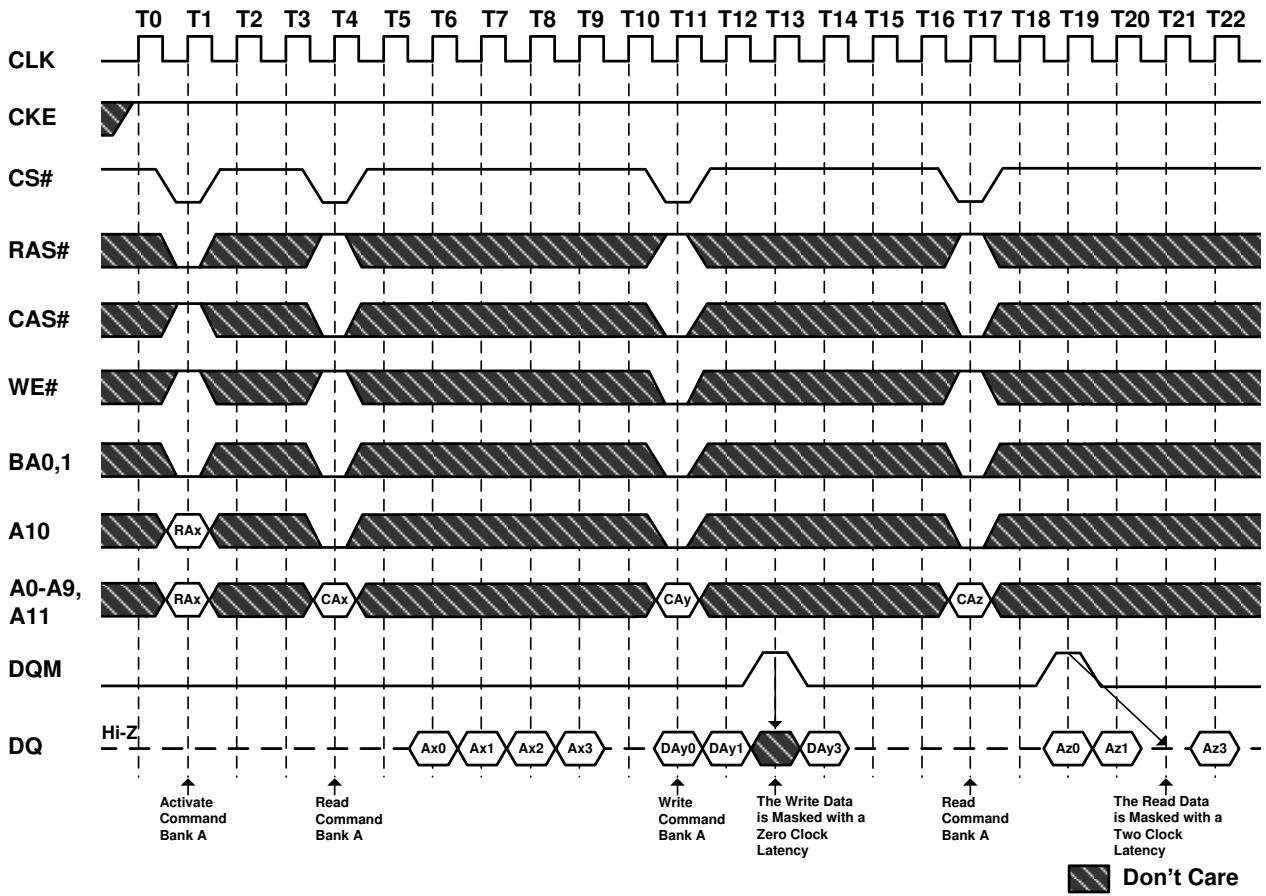 T0 T1 T2 T3 T4 T5 T6 T7 T8 T9 T10 T11 T12 T13 T14 T15 T16 T17 T18 T19 T20 T21 T22
CLK
CKE
CS#
RAS#
CAS#
WE#
BA0,1
A10
RAx
A0-A9,
A11
RAx CAx CAy CAz
DQM
DQ
Hi-Z
Ax0 Ax1 Ax2 Ax3 DAy0 DAy1 DAy3 Az0 Az1 Az3
Activate
Command
Bank A
Read
Command
Bank A
Write
Command
Bank A
The Write Data
is Masked with a
Zero Clock
Latency
Read
Command
Bank A
The Read Data
is Masked with a
Two Clock
Latency
Don't Care